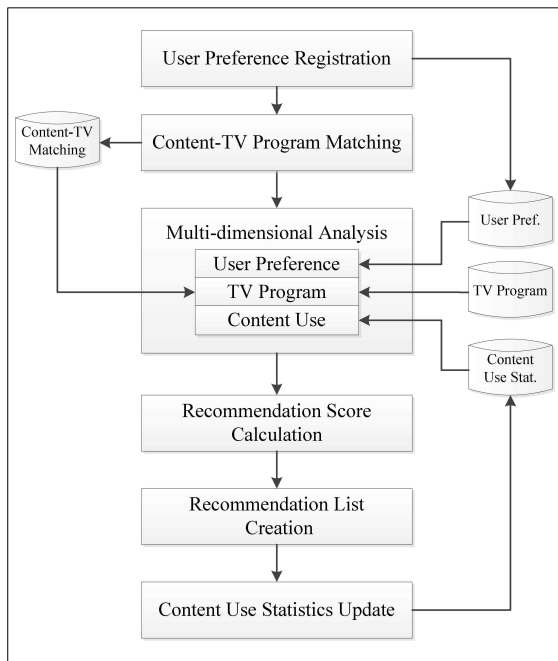 User Preference Registration
Content-TV
Matching
Content-TV Program Matching
Multi-dimensional Analysis
User Preference
TV Program
Content Use
User Pref.
TV Program
Content
Use Stat.
Recommendation Score
Calculation
Recommendation List
Creation
Content Use Statistics Update